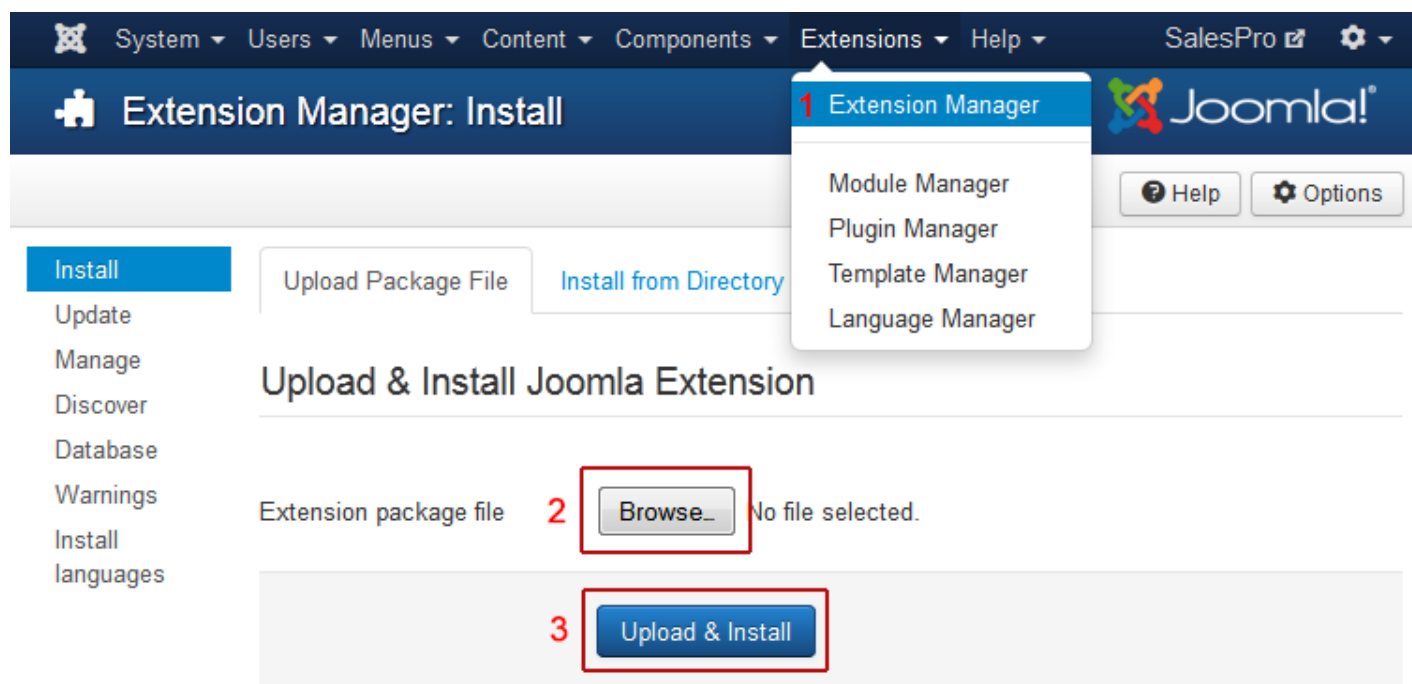 System Users Menus Content Components Extensions Help SalesPro
Extension Manager: Install
1 Extension Manager
Joomla!®
Module Manager
Help Options
Plugin Manager
Template Manager
Language Manager
Install
Update
Manage
Discover
Database
Warnings
Install
languages
Upload Package File Install from Directory
Upload & Install Joomla Extension
Extension package file 2 Browse… No file selected.
3 Upload & Install